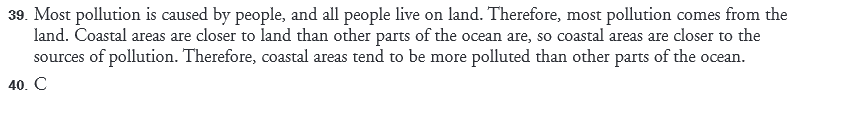 39. Most pollution is caused by people, and all people live on land. Therefore, most pollution comes from the
land. Coastal areas are closer to land than other parts of the ocean are, so coastal areas are closer to the
sources of pollution. Therefore, coastal areas tend to be more polluted than other parts of the ocean.
40. C